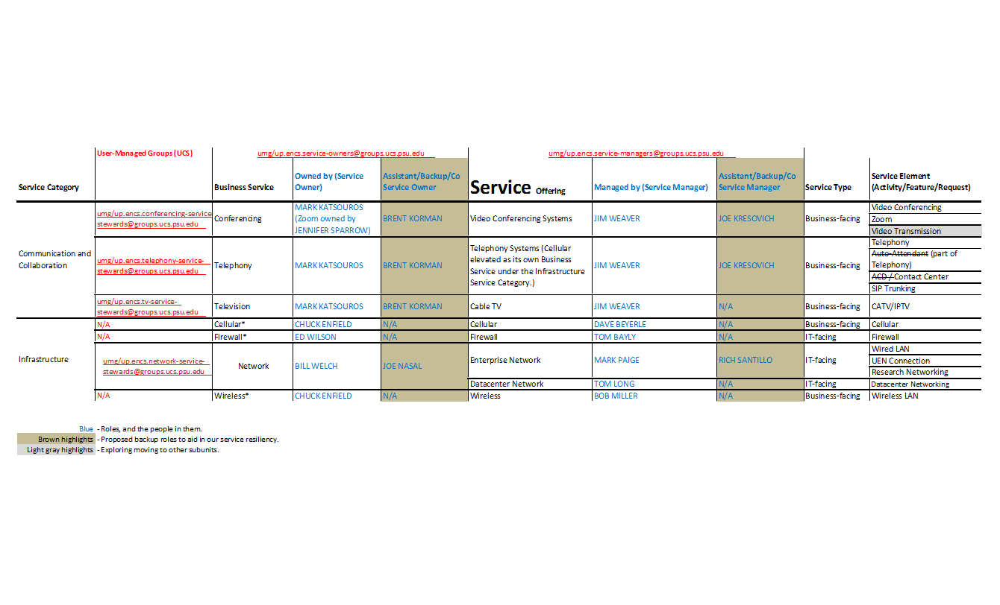 User-Managed Groups (UCS)
umg/up.encs.service-owners@groups.ucs.psu.edu
umg/up.encs.service-managers@groups.ucs.psu.edu
Service Category
Business Service
Owned by (Service
Owner)
Assistant/Backup/Co
Service Owner
Service Offering
Managed by (Service Manager)
Assistant/Backup/Co
Service Manager
Service Type
Service Element
(Activity/Feature/Request)
Communication and
Collaboration
umg/up.encs.conferencing-service-
stewards@groups.ucs.psu.edu
Conferencing
MARK KATSOUROS
(Zoom owned by
JENNIFER SPARROW)
BRENT KORMAN
Video Conferencing Systems
JIM WEAVER
JOE KRESOVICH
Business-facing
Video Conferencing
Zoom
Video Transmission
umg/up.encs.telephony-service-
stewards@groups.ucs.psu.edu
Telephony
MARK KATSOUROS
BRENT KORMAN
Telephony Systems (Cellular
elevated as its own Business
Service under the Infrastructure
Service Category.)
JIM WEAVER
JOE KRESOVICH
Business-facing
Telephony
Auto-Attendant (part of
Telephony)
ACD / Contact Center
SIP Trunking
umg/up.encs.tv-service-
stewards@groups.ucs.psu.edu
Television
MARK KATSOUROS
BRENT KORMAN
Cable TV
JIM WEAVER
N/A
Business-facing
CATV/IPTV
Infrastructure
N/A
Cellular*
CHUCK ENFIELD
N/A
Cellular
DAVE BEYERLE
N/A
Business-facing
Cellular
N/A
Firewall*
ED WILSON
N/A
Firewall
TOM BAYLY
N/A
IT-facing
Firewall
umg/up.encs.network-service-
stewards@groups.ucs.psu.edu
Network
BILL WELCH
JOE NASAL
Enterprise Network
MARK PAIGE
RICH SANTILLO
IT-facing
Wired LAN
UEN Connection
Research Networking
Datacenter Network
TOM LONG
N/A
IT-facing
Datacenter Networking
N/A
Wireless*
CHUCK ENFIELD
N/A
Wireless
BOB MILLER
N/A
Business-facing
Wireless LAN
Blue - Roles, and the people in them.
Brown highlights - Proposed backup roles to aid in our service resiliency.
Light gray highlights - Exploring moving to other subunits.